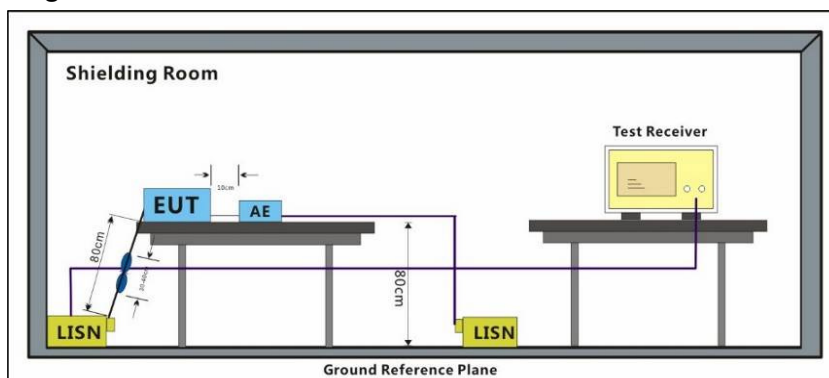 Shielding Room
Test Receiver
10cm
EUT
AE
80cm
80cm
LISN
LISN
Ground Reference Plane